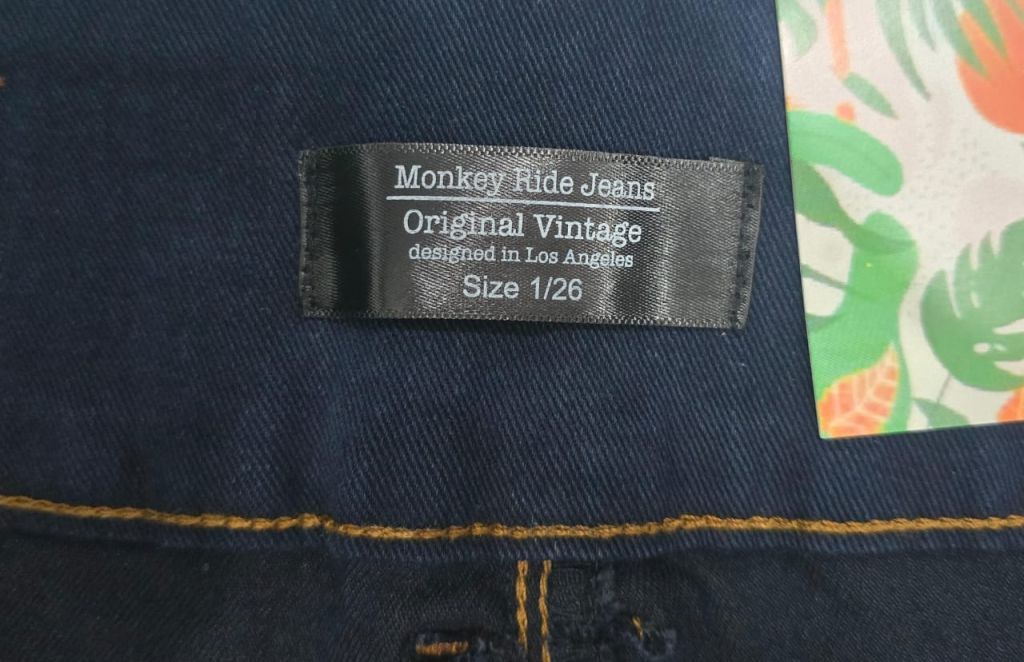 Monkey Ride Jeans
Original Vintage
designed in Los Angeles
Size 1/26